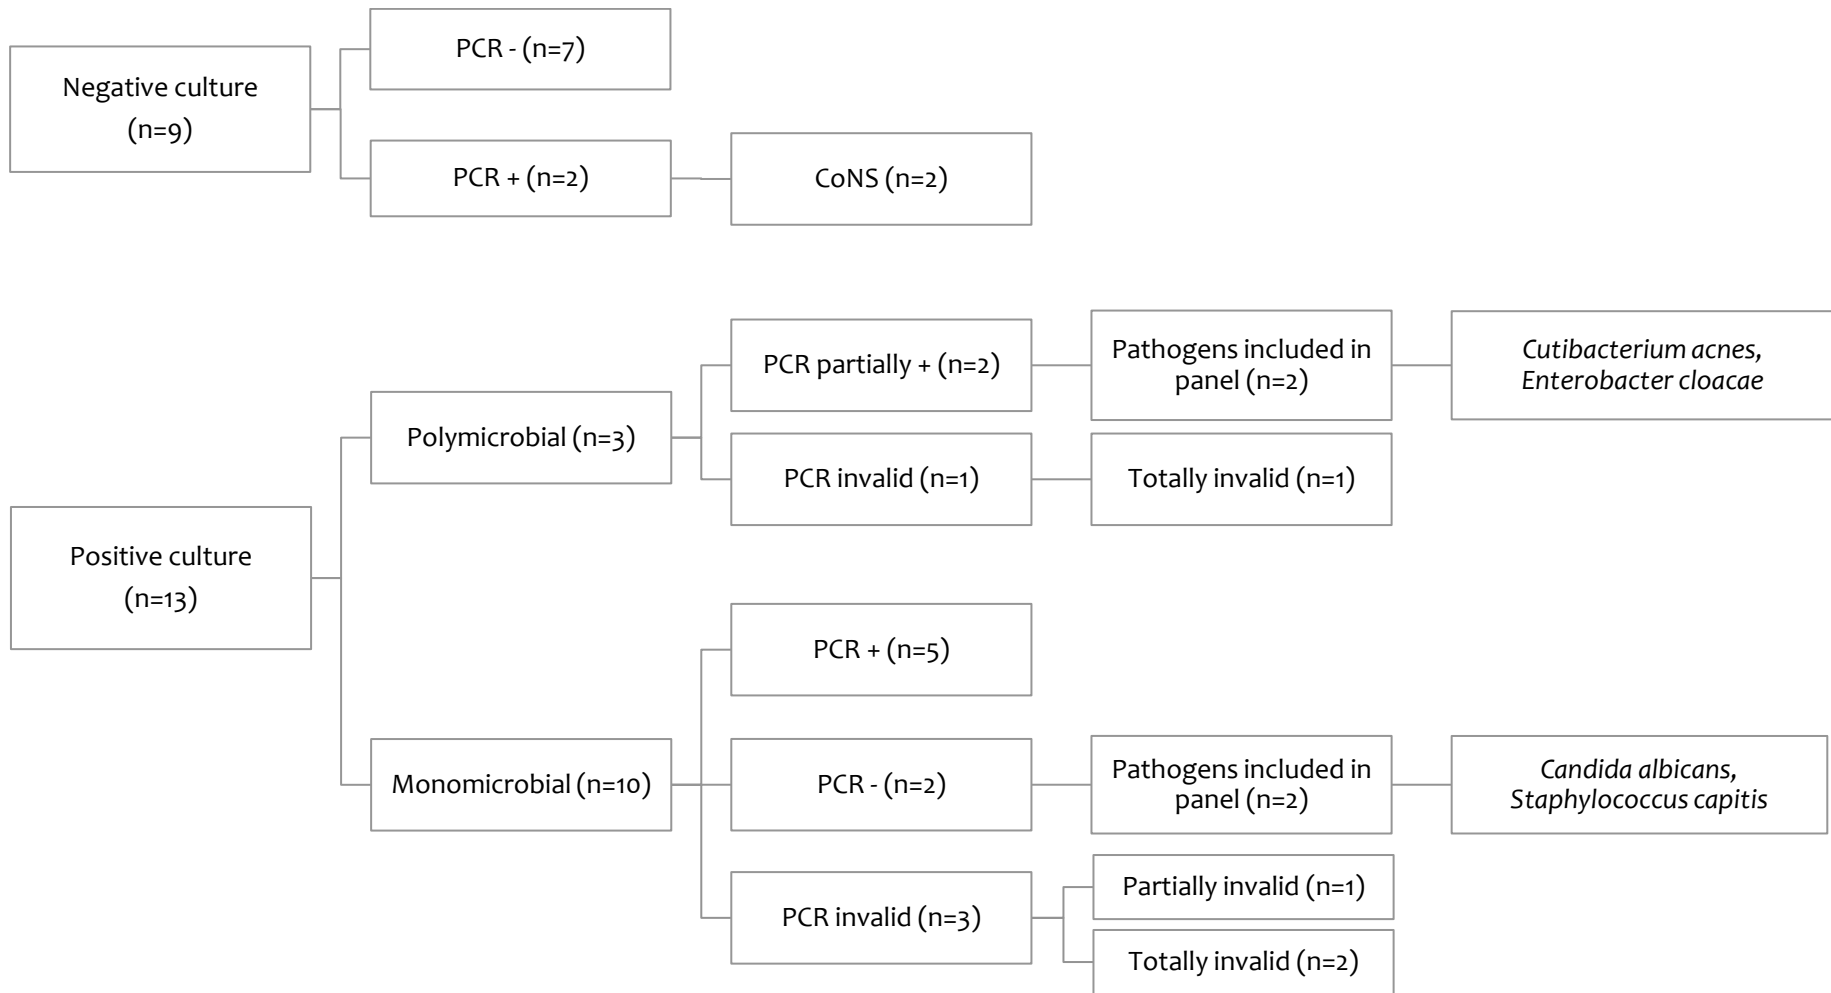 Negative culture
(n=9)
PCR - (n=7)
PCR + (n=2)
CoNS (n=2)
Positive culture
(n=13)
Polymicrobial (n=3)
PCR partially + (n=2)
Pathogens included in
panel (n=2)
Cutibacterium acnes,
Enterobacter cloacae
PCR invalid (n=1)
Totally invalid (n=1)
Monomicrobial (n=10)
PCR + (n=5)
PCR - (n=2)
Pathogens included in
panel (n=2)
Candida albicans,
Staphylococcus capitis
PCR invalid (n=3)
Partially invalid (n=1)
Totally invalid (n=2)